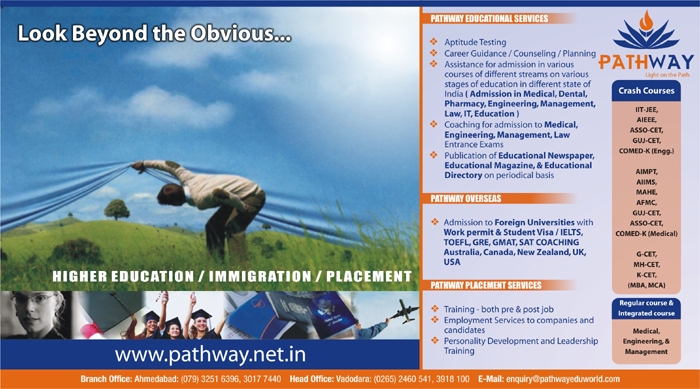 Look Beyond the Obvious...
HIGHER EDUCATION / IMMIGRATION / PLACEMENT
www.pathway.net.in
PATHWAY EDUCATIONAL SERVICES
❖ Aptitude Testing
❖ Career Guidance / Counseling / Planning
❖ Assistance for admission in various
courses of different streams on various
stages of education in different state of
India ( Admission in Medical, Dental,
Pharmacy, Engineering, Management,
Law, IT, Education )
❖ Coaching for admission to Medical,
Engineering, Management, Law
Entrance Exams
❖ Publication of Educational Newspaper,
Educational Magazine, & Educational
Directory on periodical basis
PATHWAY OVERSEAS
❖ Admission to Foreign Universities with
Work permit & Student Visa / IELTS,
TOEFL, GRE, GMAT, SAT COACHING
Australia, Canada, New Zealand, UK,
USA
PATHWAY PLACEMENT SERVICES
❖ Training - both pre & post job
❖ Employment Services to companies and
candidates
❖ Personality Development and Leadership
Training
PATHWAY
Light on the Path
Crash Courses
IIT-JEE,
AIEEE,
ASSO-CET,
GUJ-CET,
COMED-K (Engg.)
AIMPT,
AIIMS,
MAHE,
AFMC,
GUJ-CET,
ASSO-CET,
COMED-K (Medical)
G-CET,
MH-CET,
K-CET,
(MBA, MCA)
Regular course &
Integrated course
Medical,
Engineering, &
Management
Branch Office: Ahmedabad: (079) 3251 6396, 3017 7440 Head Office: Vadodara: (0265) 2460 541, 3918 100 E-Mail: enquiry@pathwayeduworld.com